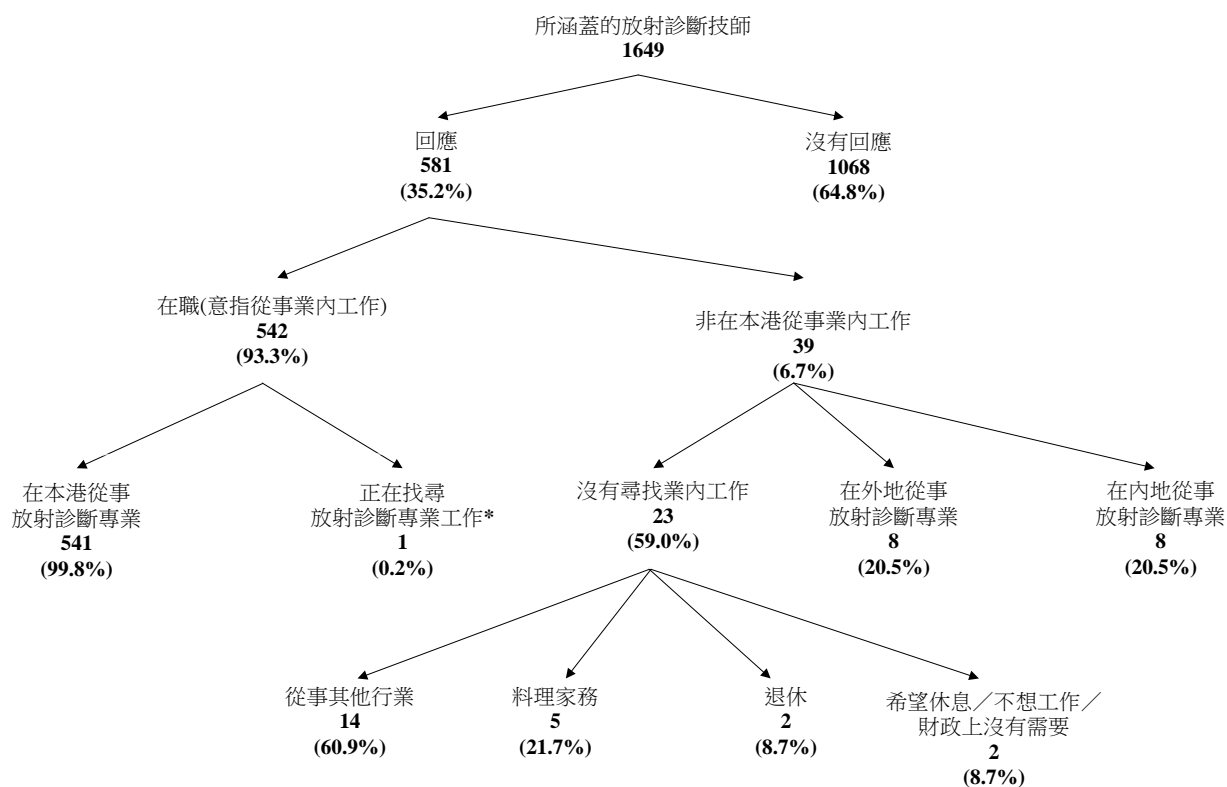 所涵蓋的放射診斷技師
1649
回應
581
(35.2%)
沒有回應
1068
(64.8%)
在職(意指從事業內工作)
542
(93.3%)
非在本港從事業內工作
39
(6.7%)
在本港從事
放射診斷專業
541
(99.8%)
正在找尋
放射診斷專業工作*
1
(0.2%)
沒有尋找業內工作
23
(59.0%)
在外地從事
放射診斷專業
8
(20.5%)
在內地從事
放射診斷專業
8
(20.5%)
從事其他行業
14
(60.9%)
料理家務
5
(21.7%)
退休
2
(8.7%)
希望休息／不想工作／
財政上沒有需要
2
(8.7%)